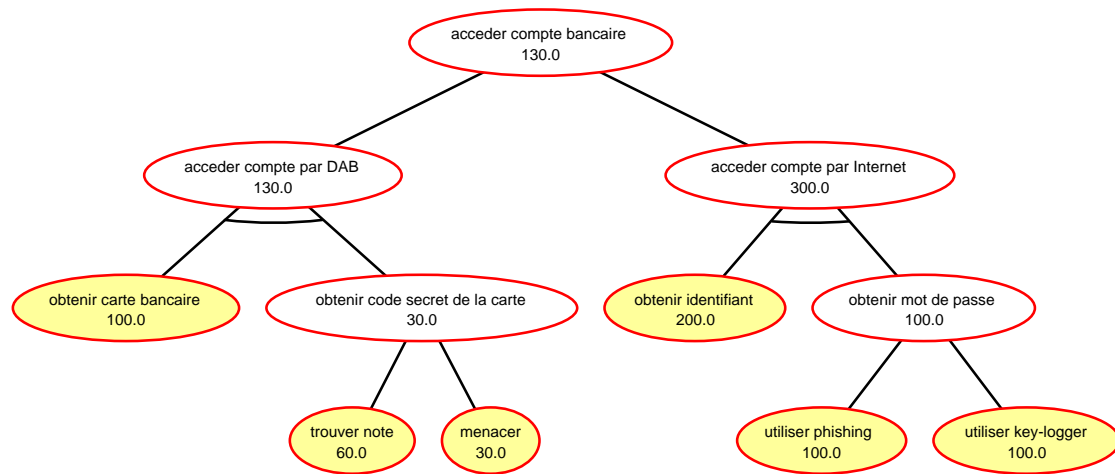 acceder compte bancaire
130.0
acceder compte par DAB
130.0
acceder compte par Internet
300.0
obtenir carte bancaire
100.0
obtenir code secret de la carte
30.0
obtenir identifiant
200.0
obtenir mot de passe
100.0
trouver note
60.0
menacer
30.0
utiliser phishing
100.0
utiliser key-logger
100.0